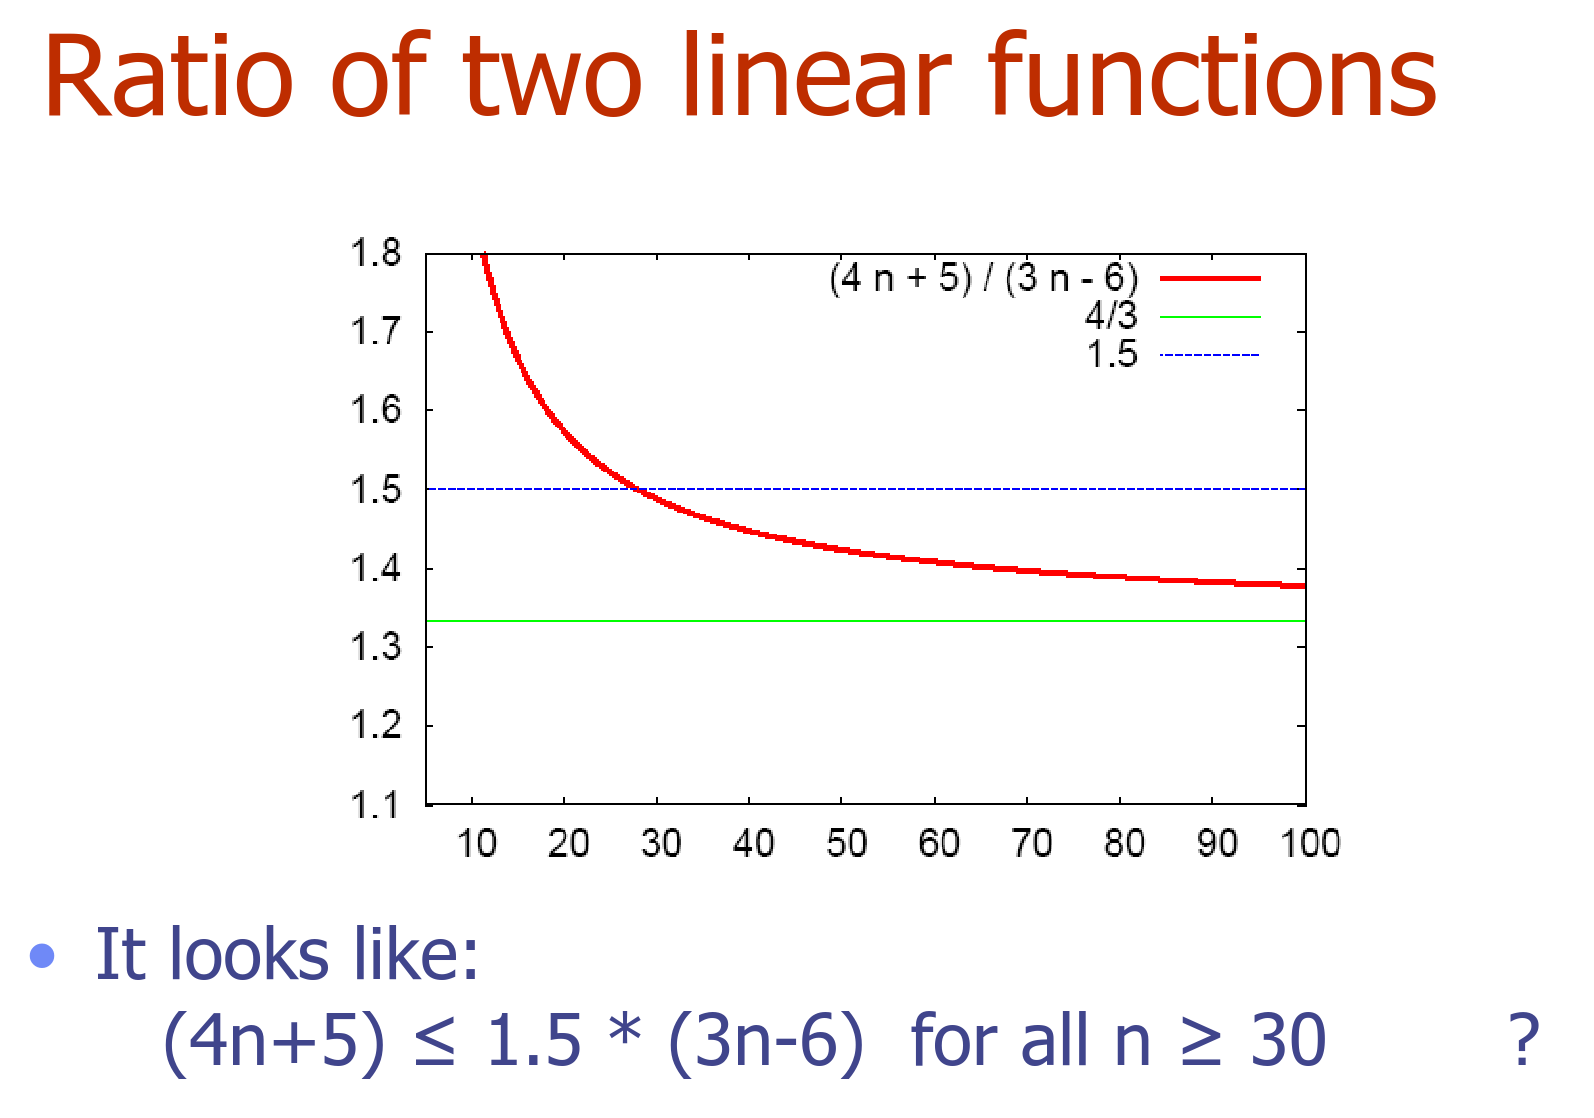 Ratio of two linear functions
1.8
(4 n + 5) / (3 n - 6)
4/3
1.7
1.5
1.6
1.5
1.4
1.3
1.2
1.1
10 20 30 40 50 60 70 80 90 100
• It looks like:
(4n+5) ≤ 1.5 * (3n-6) for all n ≥ 30 ?